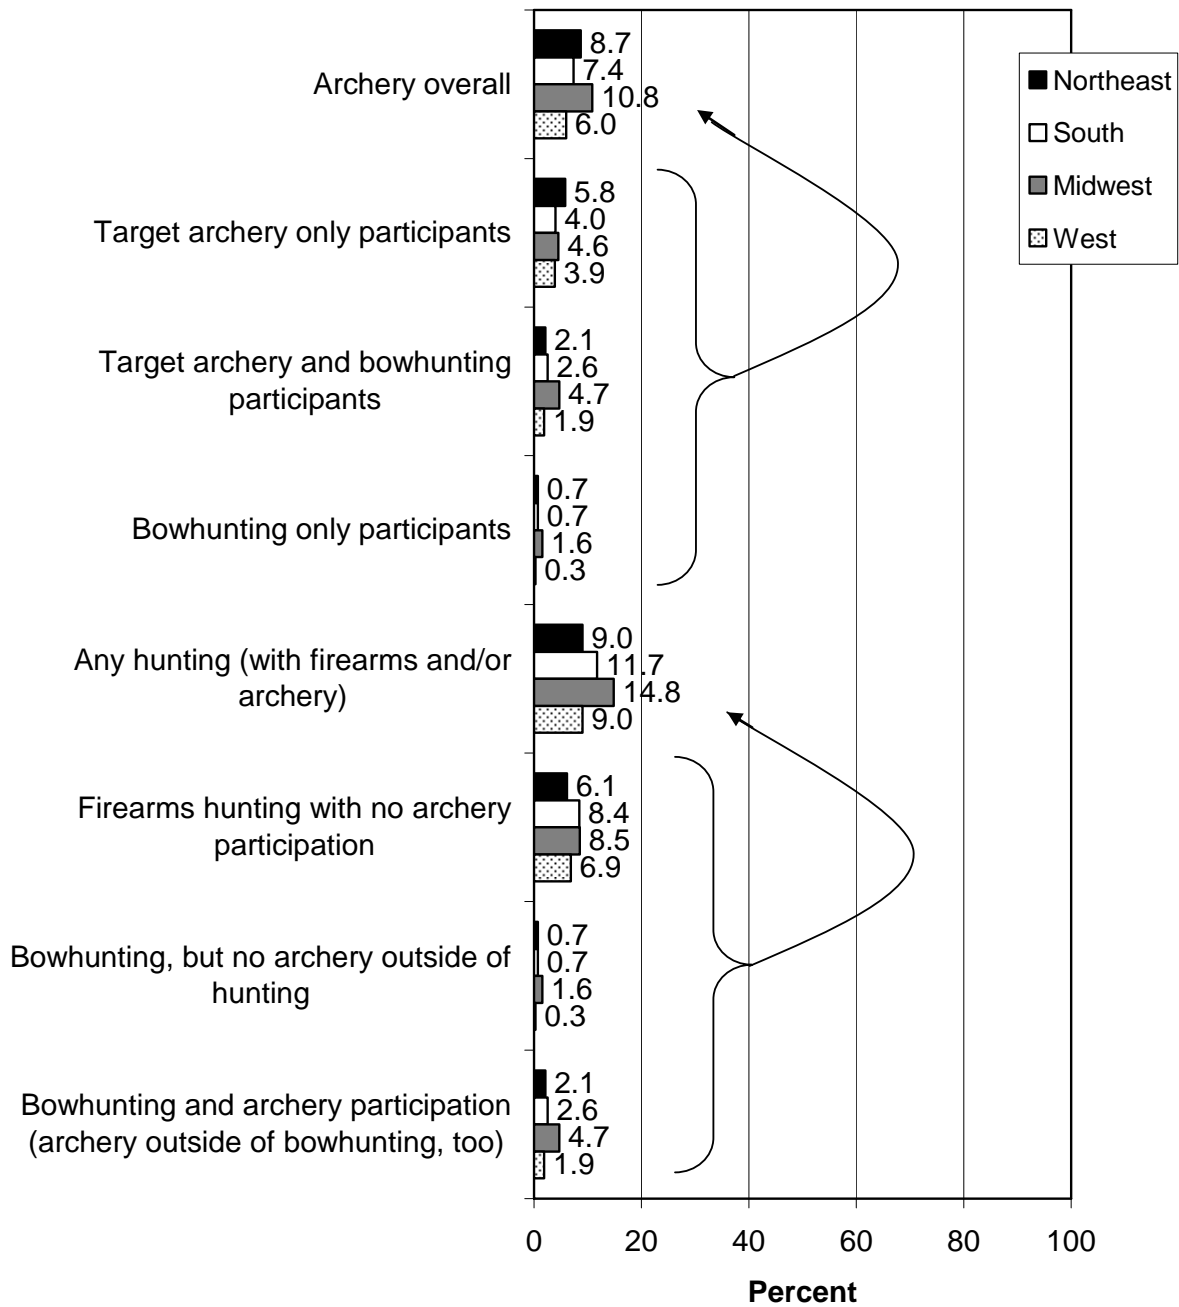 Archery overall
8.7
7.4
10.8
6.0
Northeast
South
Midwest
West
Target archery only participants
5.8
4.0
4.6
3.9
Target archery and bowhunting
participants
2.1
2.6
4.7
1.9
Bowhunting only participants
0.7
0.7
1.6
0.3
Any hunting (with firearms and/or
archery)
9.0
11.7
14.8
9.0
Firearms hunting with no archery
participation
6.1
8.4
8.5
6.9
Bowhunting, but no archery outside of
hunting
0.7
0.7
1.6
0.3
Bowhunting and archery participation
(archery outside of bowhunting, too)
2.1
2.6
4.7
1.9
0 20 40 60 80 100
Percent